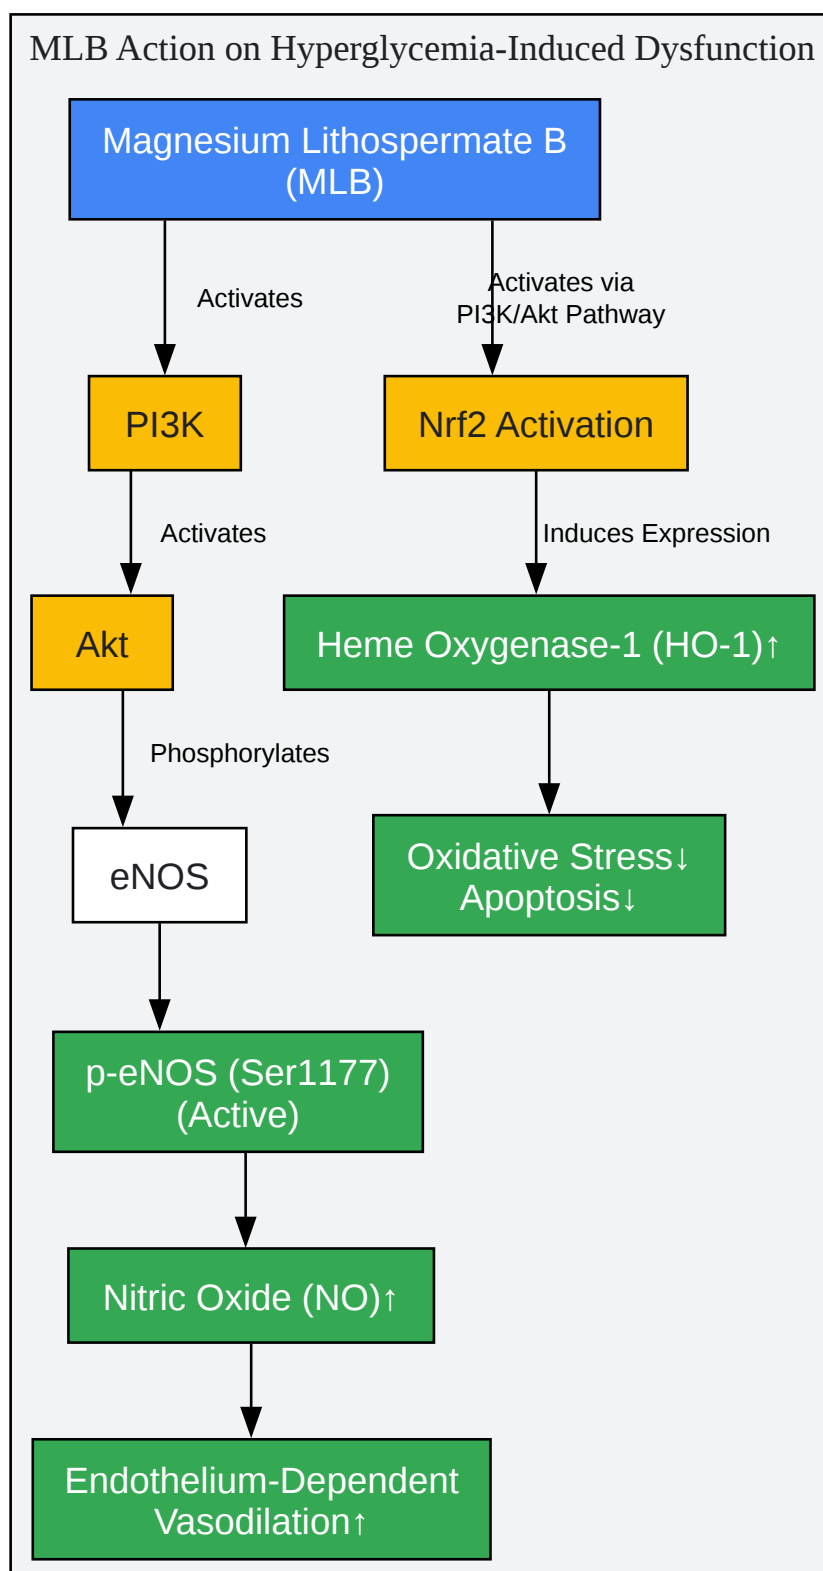 MLB Action on Hyperglycemia-Induced Dysfunction
Magnesium Lithospermate B
(MLB)
Activates
Activates via
PI3K/Akt Pathway
PI3K
Nrf2 Activation
Activates
Induces Expression
Akt
Heme Oxygenase-1 (HO-1)↑
Phosphorylates
eNOS
Oxidative Stress↓
Apoptosis↓
p-eNOS (Ser1177)
(Active)
Nitric Oxide (NO)↑
Endothelium-Dependent
Vasodilation↑